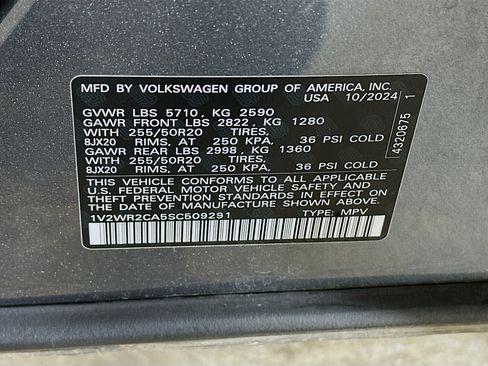 MFD BY VOLKSWAGEN GROUP OF AMERICA, INC.
USA 10/2024
GVWR LBS 5710, KG 2590
GAWR FRONT LBS 2822, KG 1280
WITH 255/50R20 TIRES,
8JX20 RIMS, AT 250 KPA, 36 PSI COLD
GAWR REAR LBS 2998, KG 1360
WITH 255/50R20 TIRES,
8JX20 RIMS, AT 250 KPA, 36 PSI COLD
THIS VEHICLE CONFORMS TO ALL APPLICABLE
U.S. FEDERAL MOTOR VEHICLE SAFETY AND
THEFT PREVENTION STANDARDS IN EFFECT ON
DATE OF MANUFACTURE SHOWN ABOVE.
1V2WR2CA5SC509291 TYPE: MPV
4320675 1